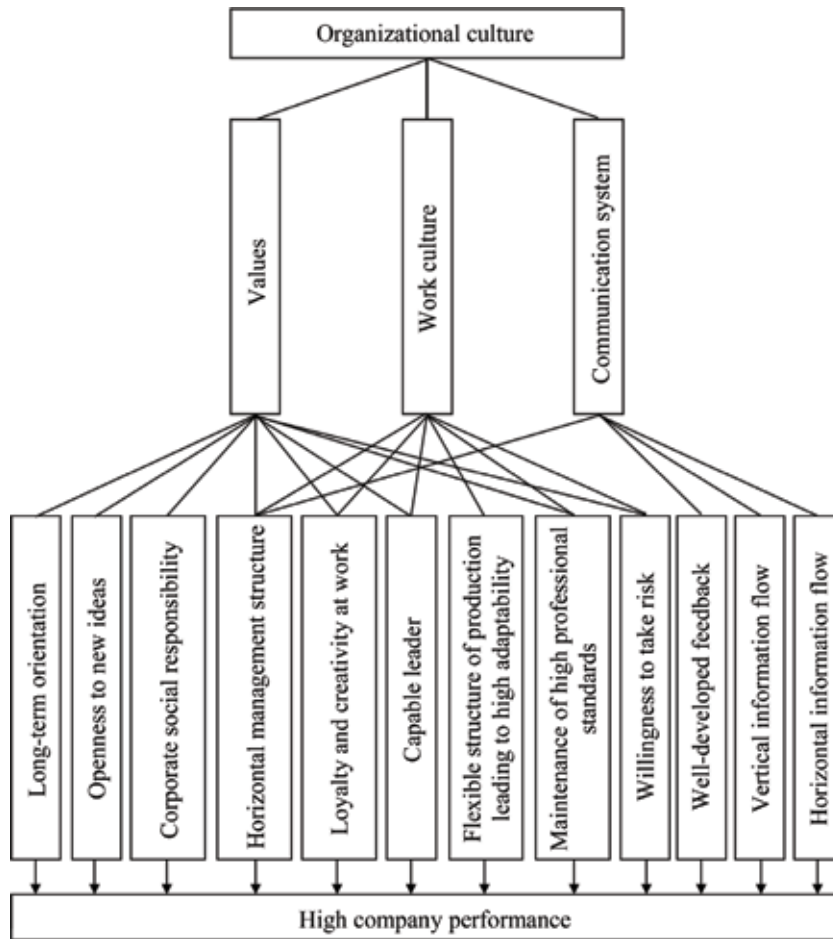 Organizational culture
Values
Work culture
Communication system
Long-term orientation
Openness to new ideas
Corporate social responsibility
Horizontal management structure
Loyalty and creativity at work
Capable leader
Flexible structure of production
leading to high adaptability
Maintenance of high professional
standards
Willingness to take risk
Well-developed feedback
Vertical information flow
Horizontal information flow
High company performance